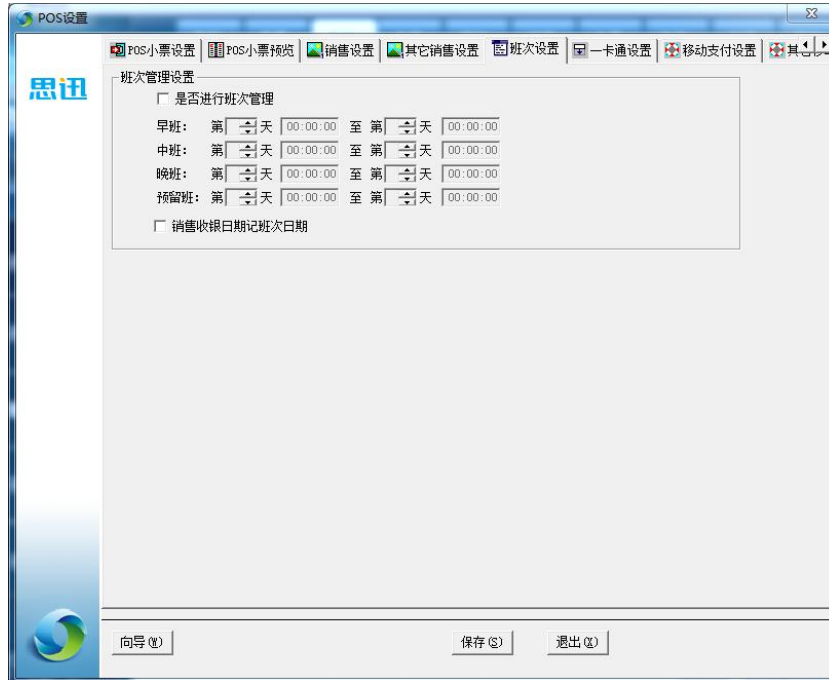 POS设置
POS小票设置 POS小票预览 销售设置 其它销售设置 班次设置 一卡通设置 移动支付设置
思迅
班次管理设置
是否进行班次管理
早班: 第 天 00:00:00 至 第 天 00:00:00
中班: 第 天 00:00:00 至 第 天 00:00:00
晚班: 第 天 00:00:00 至 第 天 00:00:00
预留班: 第 天 00:00:00 至 第 天 00:00:00
销售收银日期记班次日期
向导(W) 保存(S) 退出(X)